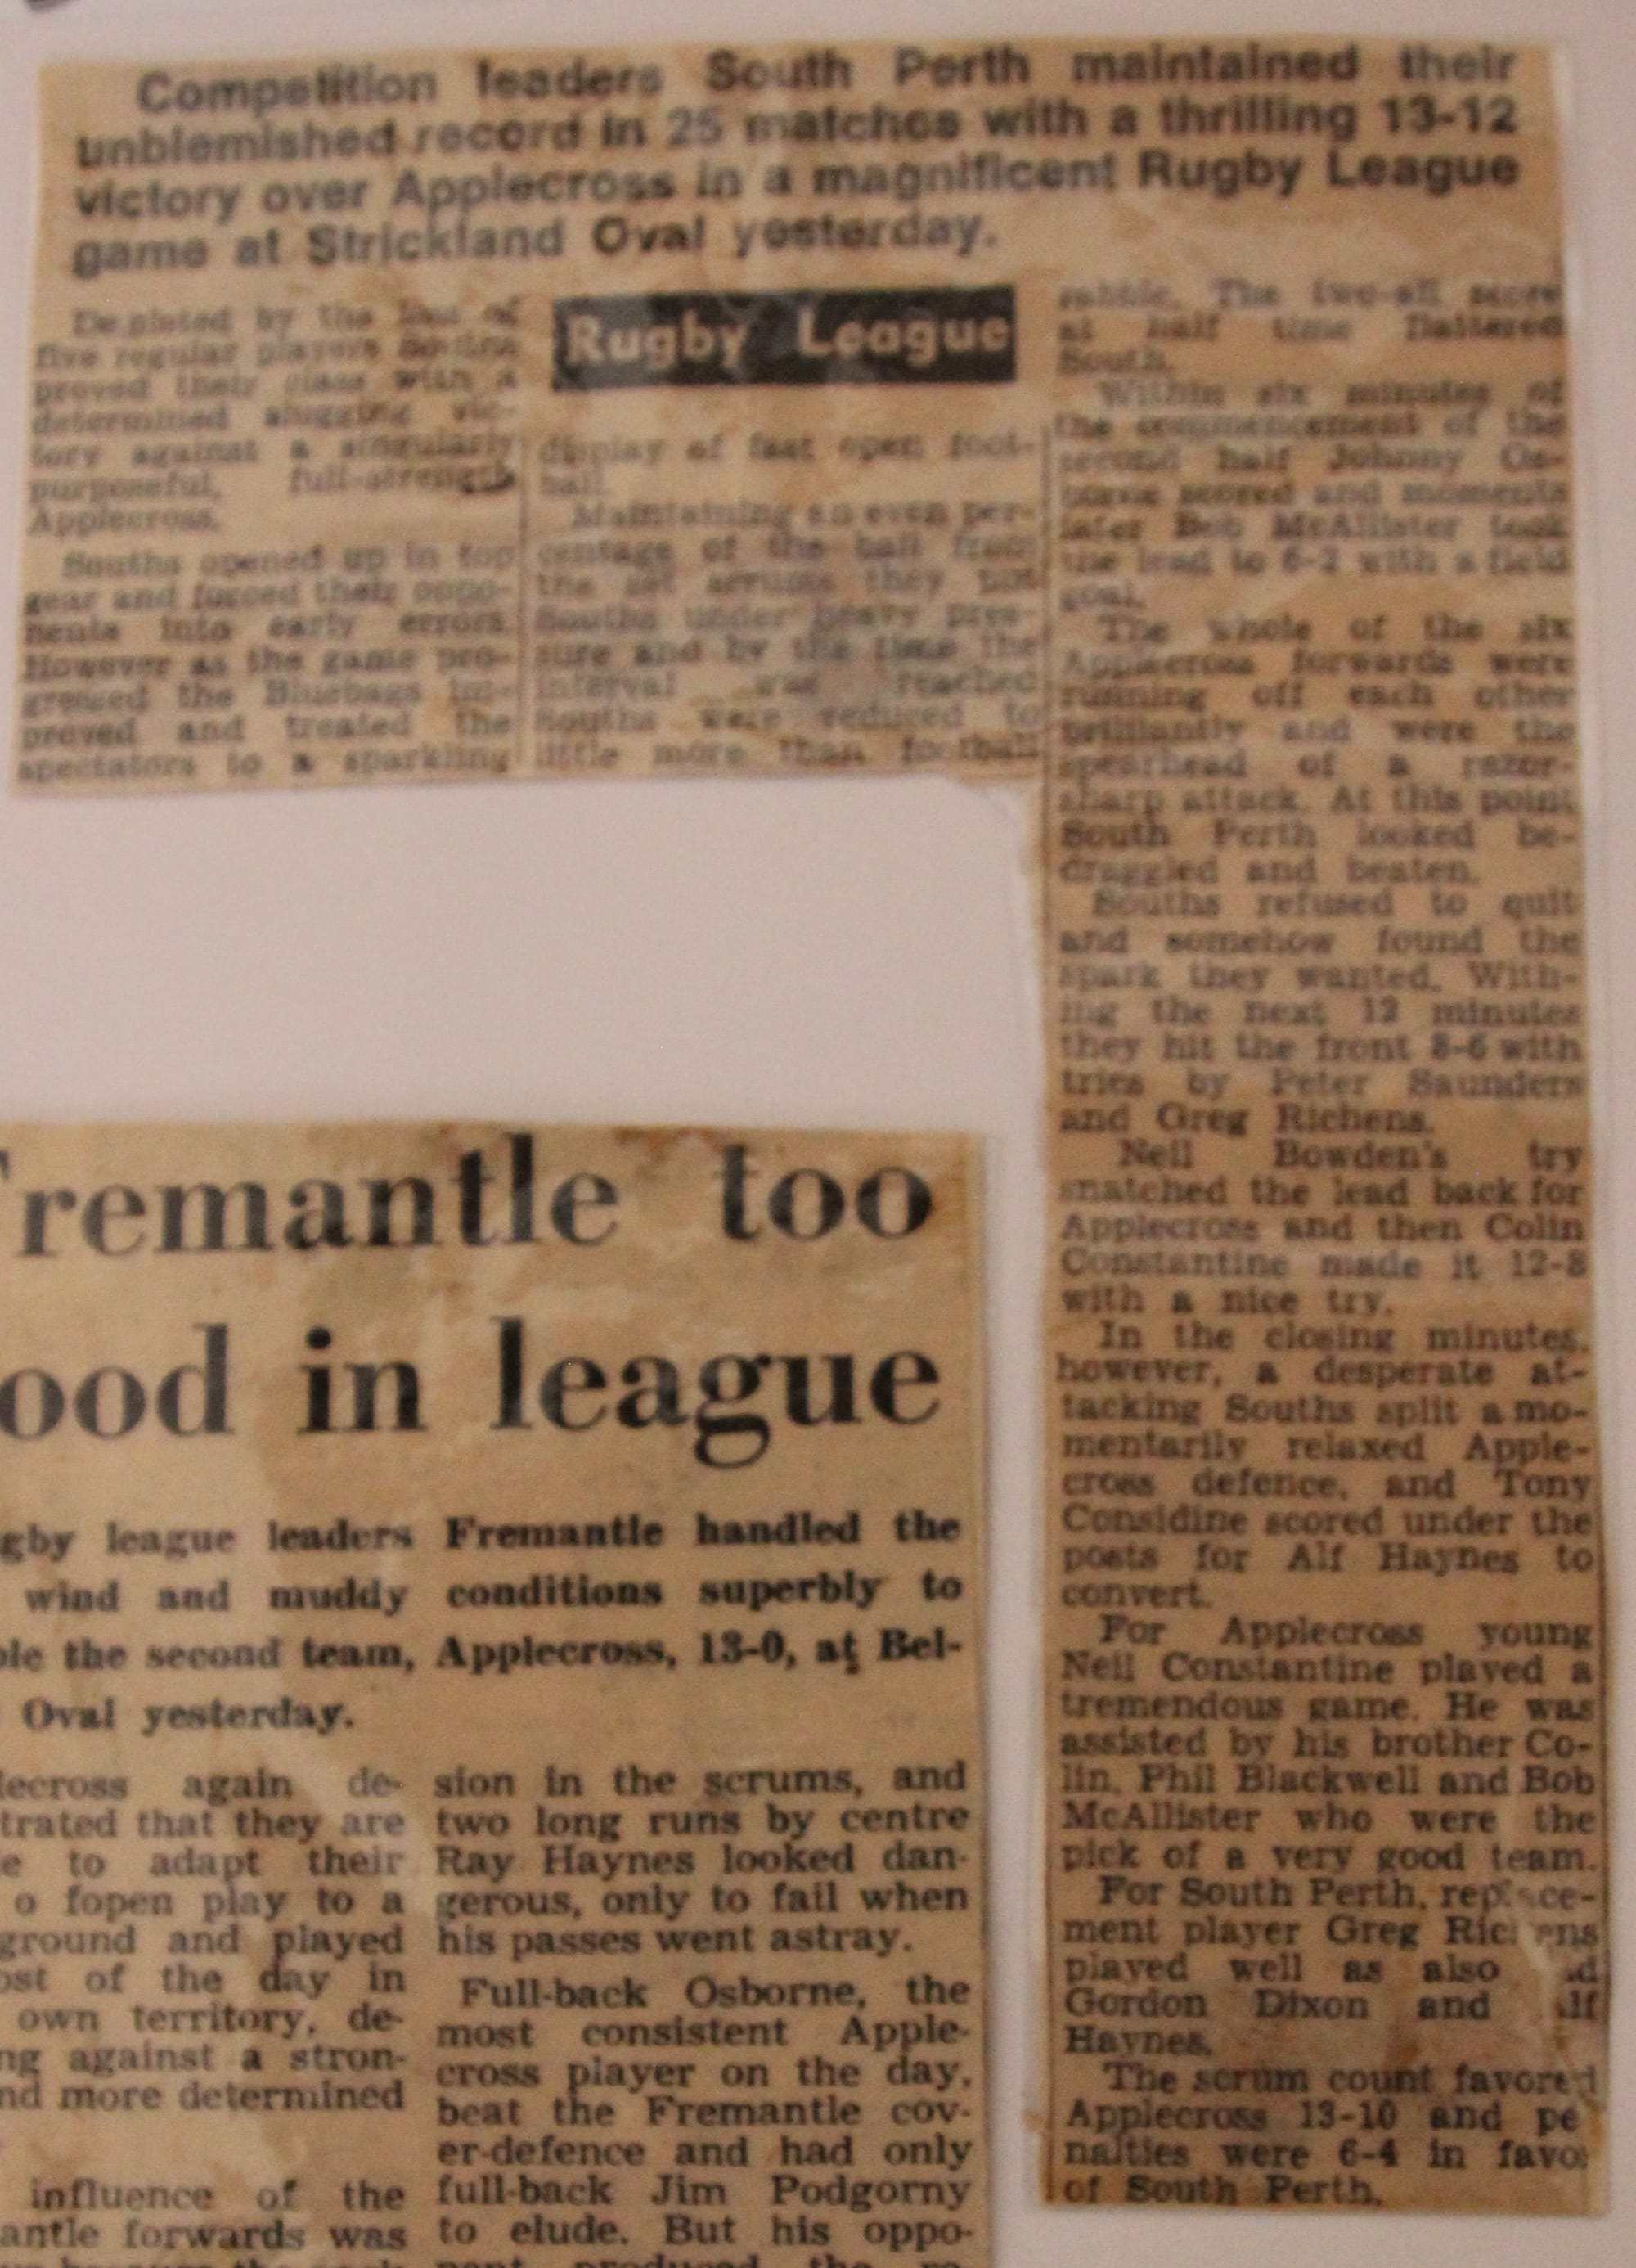 Competition leaders South Perth maintained their
unblemished record in 25 matches with a thrilling 13-12
victory over Applecross in a magnificent Rugby League
game at Strickland Oval yesterday.
Depleted by the loss of
five regular players
proved their class with a
determined slugging vic-
tory against a singularly
purposeful, full-strength
Applecross.
Souths opened up in top
gear and forced their oppo-
nents into early errors.
However as the game pro-
gressed the Bluebags im-
proved and treated the
spectators to a sparkling
Rugby League
display of fast open foot-
ball.
Maintaining an even per-
centage of the ball from
the set scrums they put
Souths under heavy pres-
sure and by the time the
interval was reached
Souths were reduced to
little more than football
rabble. The two-all score
at half time flattered
South.
Within six minutes of
the commencement of the
second half Johnny Os-
borne scored and moments
later Bob McAllister took
the lead to 6-2 with a field
goal.
The whole of the six
Applecross forwards were
running off each other
brilliantly and were the
spearhead of a razor-
sharp attack. At this point
South Perth looked be-
draggled and beaten.
Souths refused to quit
and somehow found the
spark they wanted. With-
ing the next 12 minutes
they hit the front 8-6 with
tries by Peter Saunders
and Greg Richens.
Neil Bowden's try
snatched the lead back for
Applecross and then Colin
Constantine made it 12-8
with a nice try.
In the closing minutes,
however, a desperate at-
tacking Souths split a mo-
mentarily relaxed Apple-
cross defence, and Tony
Considine scored under the
posts for Alf Haynes to
convert.
For Applecross young
Neil Constantine played a
tremendous game. He was
assisted by his brother Co-
lin, Phil Blackwell and Bob
McAllister who were the
pick of a very good team.
For South Perth, replace-
ment player Greg Richens
played well as also
Gordon Dixon and
Haynes.
The scrum count favored
Applecross 13-10 and pe
nalties were 6-4 in favo
of South Perth.
remantle too
ood in league
gby league leaders Fremantle handled the
wind and muddy conditions superbly to
ble the second team, Applecross, 13-0, at Bel-
Oval yesterday.
lecross again de-
trated that they are
e to adapt their
o fopen play to a
ground and played
ost of the day in
own territory, de-
ng against a stron-
nd more determined
influence of the
antle forwards was
sion in the scrums, and
two long runs by centre
Ray Haynes looked dan-
gerous, only to fail when
his passes went astray.
Full-back Osborne, the
most consistent Apple-
cross player on the day,
beat the Fremantle cov-
er-defence and had only
full-back Jim Podgorny
to elude. But his oppo-